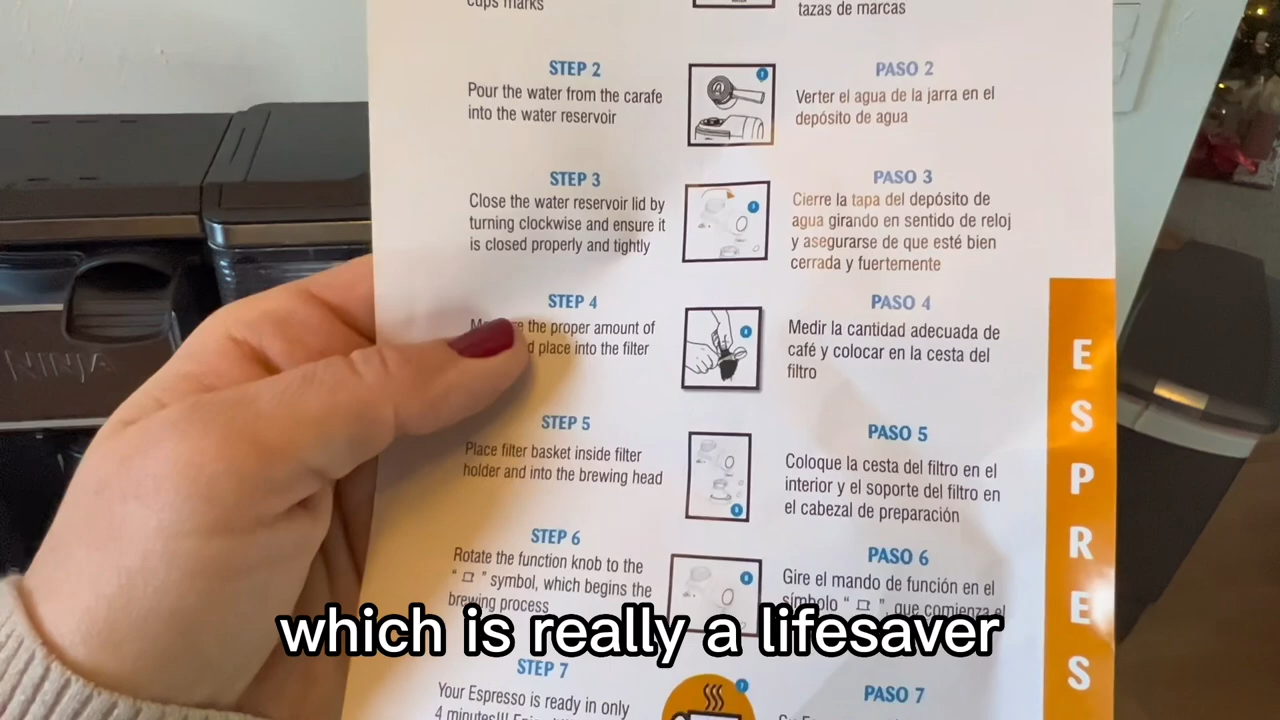 cups marks
tazas de marcas
STEP 2
Pour the water from the carafe
into the water reservoir
PASO 2
Verter el agua de la jarra en el
depósito de agua
STEP 3
Close the water reservoir lid by
turning clockwise and ensure it
is closed properly and tightly
PASO 3
Cierre la tapa del depósito de
agua girando en sentido de reloj
y asegurarse de que esté bien
cerrada y fuertemente
STEP 4
the proper amount of
place into the filter
PASO 4
Medir la cantidad adecuada de
café y colocar en la cesta del
filtro
STEP 5
Place filter basket inside filter
holder and into the brewing head
PASO 5
Coloque la cesta del filtro en el
interior y el soporte del filtro en
el cabezal de preparación
STEP 6
Rotate the function knob to the
" " symbol, which begins the
brewing process
PASO 6
Gire el mando de función en el
símbolo " ", que comienza el
STEP 7
Your Espresso is ready in only
4 minutes!!!
PASO 7
ESPRES
NINJA
which is really a lifesaver